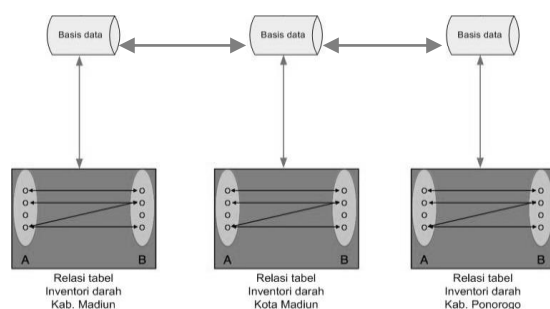 Basis data
Basis data
Basis data
A B
A B
A B
Relasi tabel
Inventori darah
Kab. Madiun
Relasi tabel
Inventori darah
Kota Madiun
Relasi tabel
Inventori darah
Kab. Ponorogo